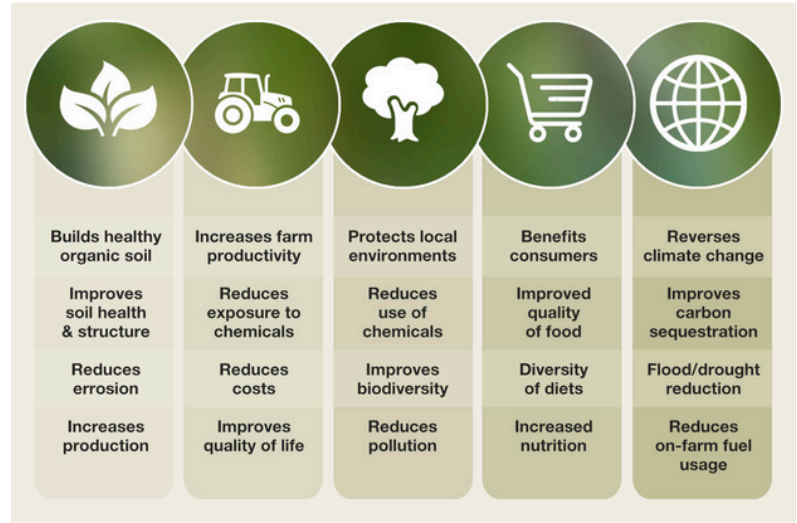 Builds healthy
organic soil
Improves
soil health
& structure
Reduces
errosion
Increases
production
Increases farm
productivity
Reduces
exposure to
chemicals
Reduces
costs
Improves
quality of life
Protects local
environments
Reduces
use of
chemicals
Improves
biodiversity
Reduces
pollution
Benefits
consumers
Improved
quality
of food
Diversity
of diets
Increased
nutrition
Reverses
climate change
Improves
carbon
sequestration
Flood/drought
reduction
Reduces
on-farm fuel
usage